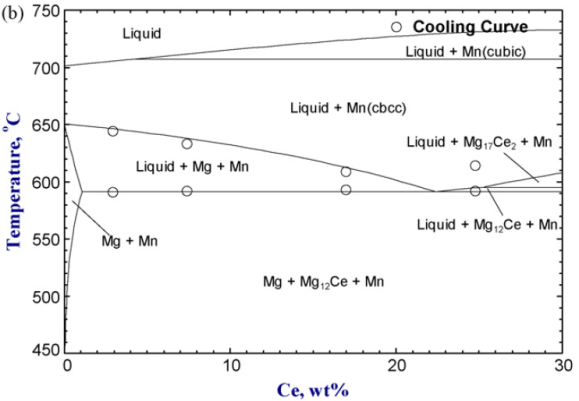 (b)
750
700
650
600
550
500
450
Temperature, °C
Liquid
Cooling Curve
Liquid + Mn(cubic)
Liquid + Mn(cbcc)
Liquid + Mg₁₇Ce₂ + Mn
Liquid + Mg + Mn
Liquid + Mg₁₂Ce + Mn
Mg + Mn
Mg + Mg₁₂Ce + Mn
0
10
20
30
Ce, wt%